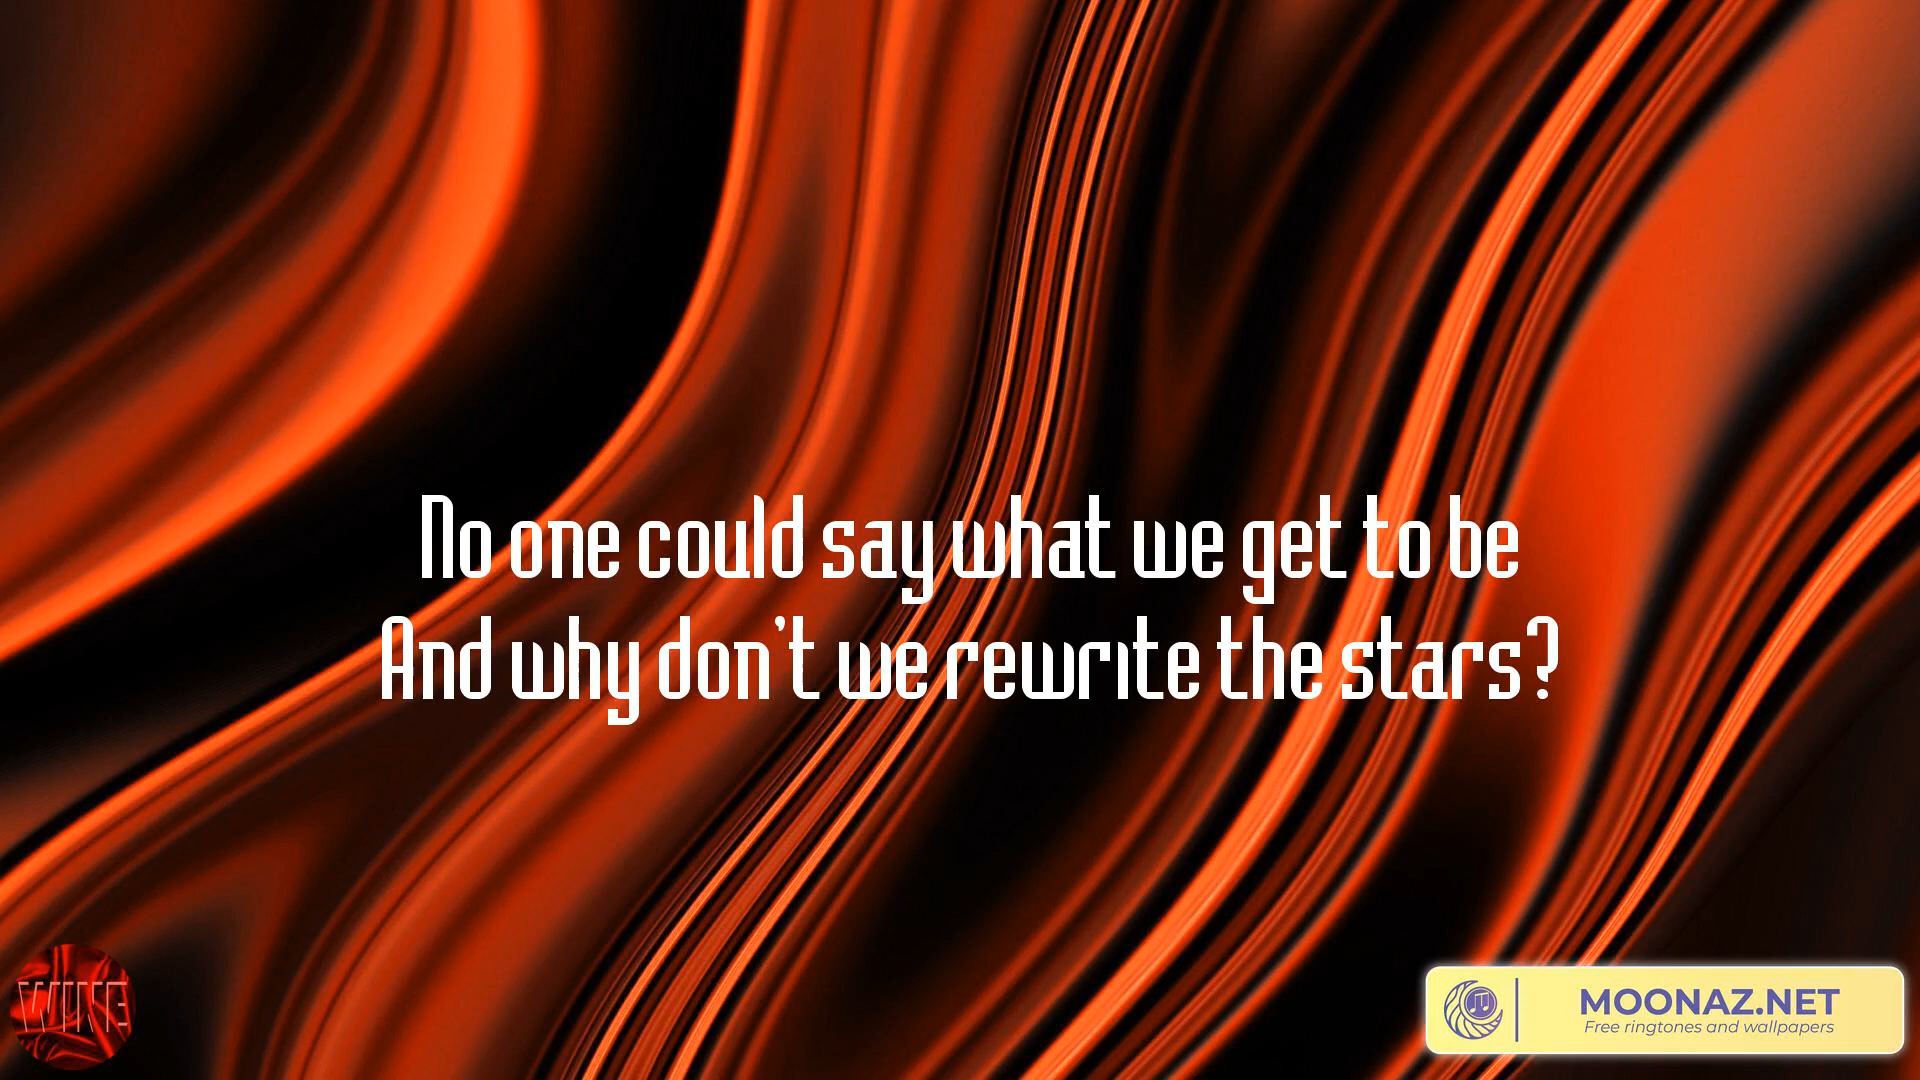 No one could say what we get to be
And why don't we rewrite the stars?
WINE
MOONAZ.NET
Free ringtones and wallpapers